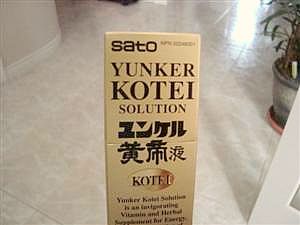 sato
YUNKER
KOTEI
SOLUTION
ユンケル
黄帝液
KOTEI
Yunker Kotei Solution
is an invigorating
Vitamin and Herbal
Supplement for Energy.